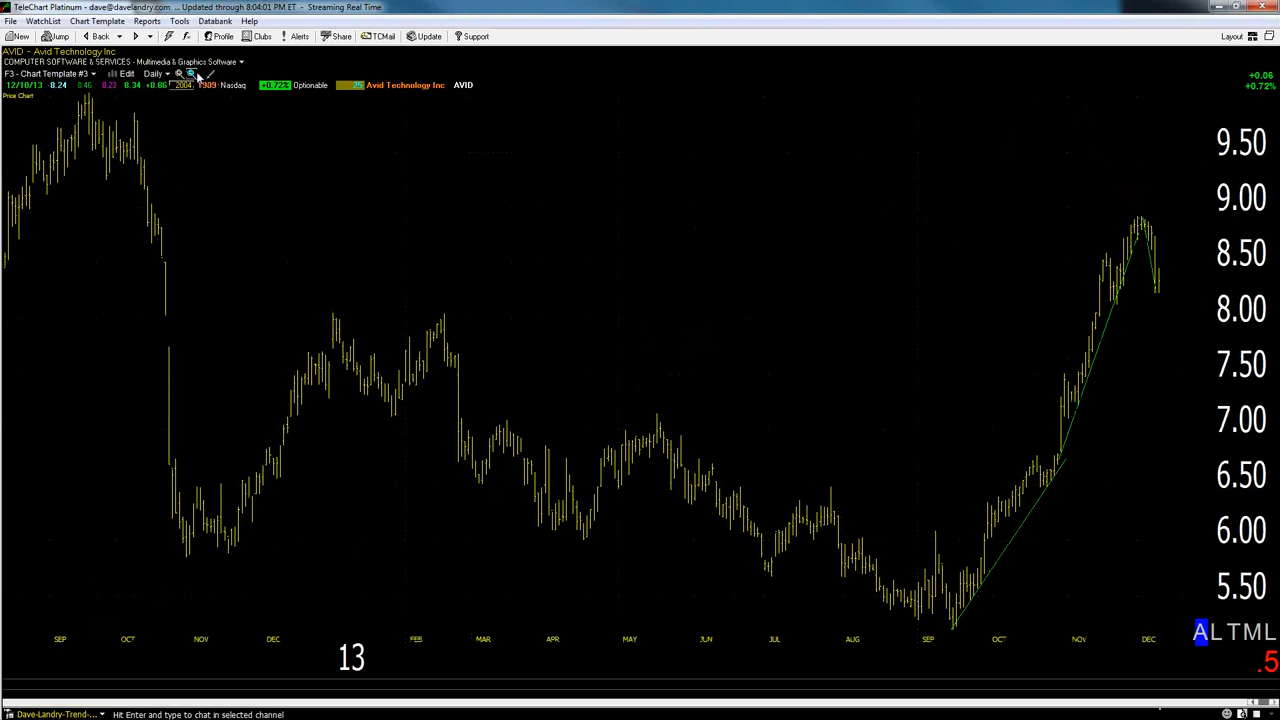 TeleChart Platinum - dave@davelandry.com ... Updated through 8:04:01 PM ET - Streaming Real Time
File WatchList Chart Template Reports Tools Databank Help
New Jump Back Profile Clubs Alerts Share TCMail Update Support Layout
AVID - Avid Technology Inc
COMPUTER SOFTWARE & SERVICES - Multimedia & Graphics Software
F3 - Chart Template #3 Edit Daily
+0.06
12/10/13 8.24 8.46 8.23 8.34 +0.06 2004 1909 Nasdaq +0.72% Optionable 25 Avid Technology Inc AVID +0.72%
Price Chart
9.50
9.00
8.50
8.00
7.50
7.00
6.50
6.00
5.50
ALTML
SEP OCT NOV DEC FEB MAR APR MAY JUN JUL AUG SEP OCT NOV DEC
13
.5
Dave-Landry-Trend-... Hit Enter and type to chat in selected channel